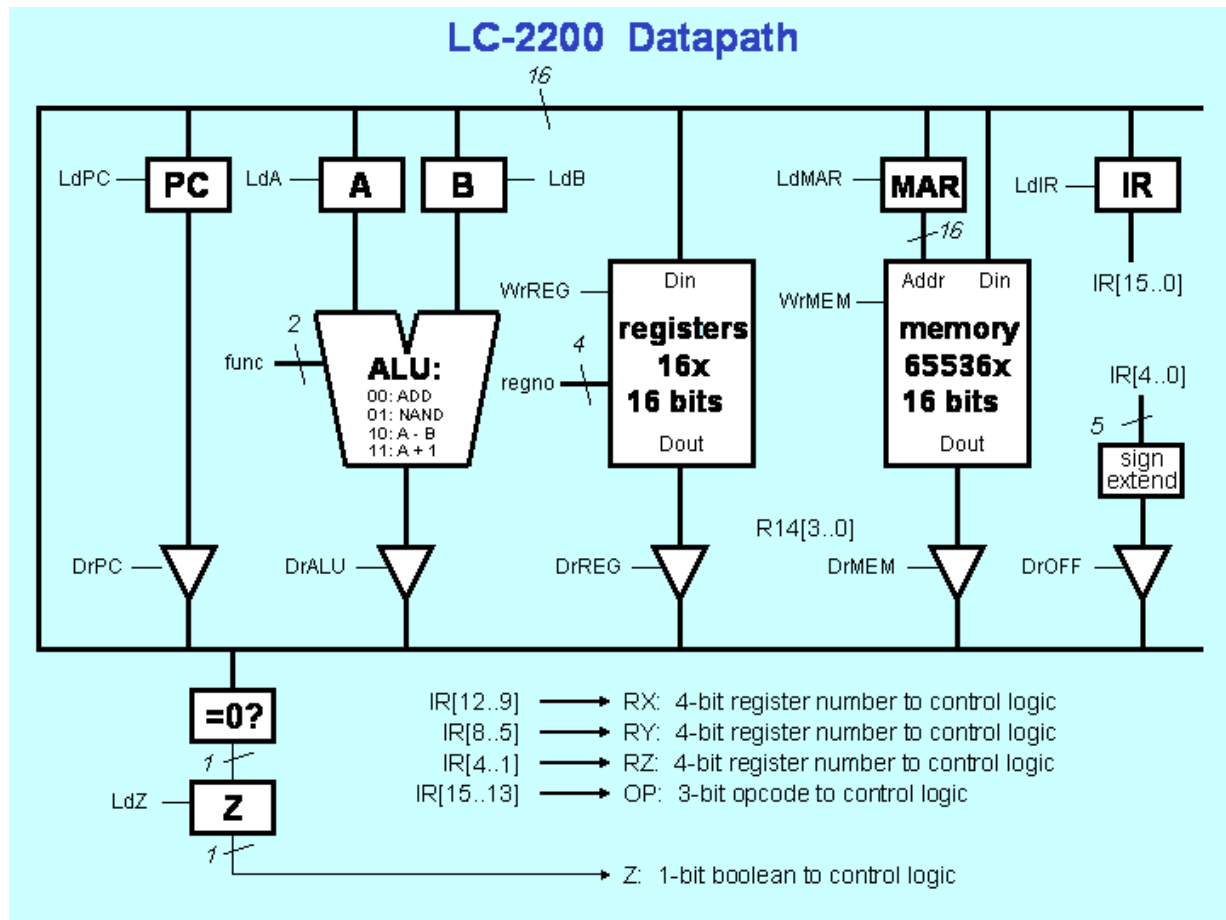 LC-2200 Datapath
16
LdPC
PC
LdA
A
B
LdB
LdMAR
MAR
LdIR
IR
16
IR[15..0]
WrREG
Din
registers
16x
16 bits
Dout
WrMEM
Addr Din
memory
65536x
16 bits
Dout
2
func
ALU:
00: ADD
01: NAND
10: A - B
11: A + 1
4
regno
IR[4..0]
5
sign
extend
R14[3..0]
DrPC
DrALU
DrREG
DrMEM
DrOFF
=0?
1
LdZ
Z
1
IR[12..9] RX: 4-bit register number to control logic
IR[8..5] RY: 4-bit register number to control logic
IR[4..1] RZ: 4-bit register number to control logic
IR[15..13] OP: 3-bit opcode to control logic
Z: 1-bit boolean to control logic